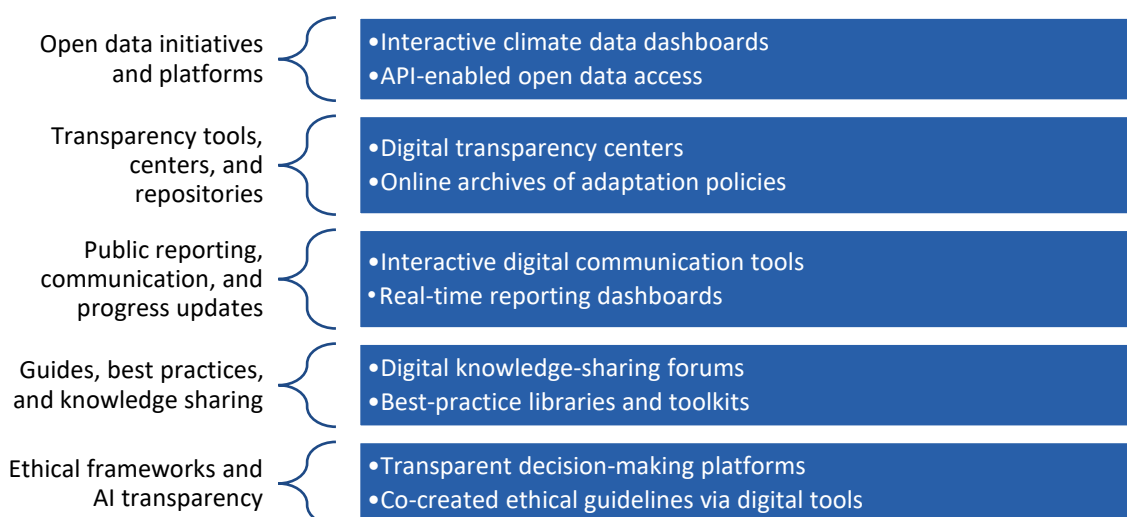 Open data initiatives
and platforms
•Interactive climate data dashboards
•API-enabled open data access
Transparency tools,
centers, and
repositories
•Digital transparency centers
•Online archives of adaptation policies
Public reporting,
communication, and
progress updates
•Interactive digital communication tools
•Real-time reporting dashboards
Guides, best practices,
and knowledge sharing
•Digital knowledge-sharing forums
•Best-practice libraries and toolkits
Ethical frameworks and
AI transparency
•Transparent decision-making platforms
•Co-created ethical guidelines via digital tools